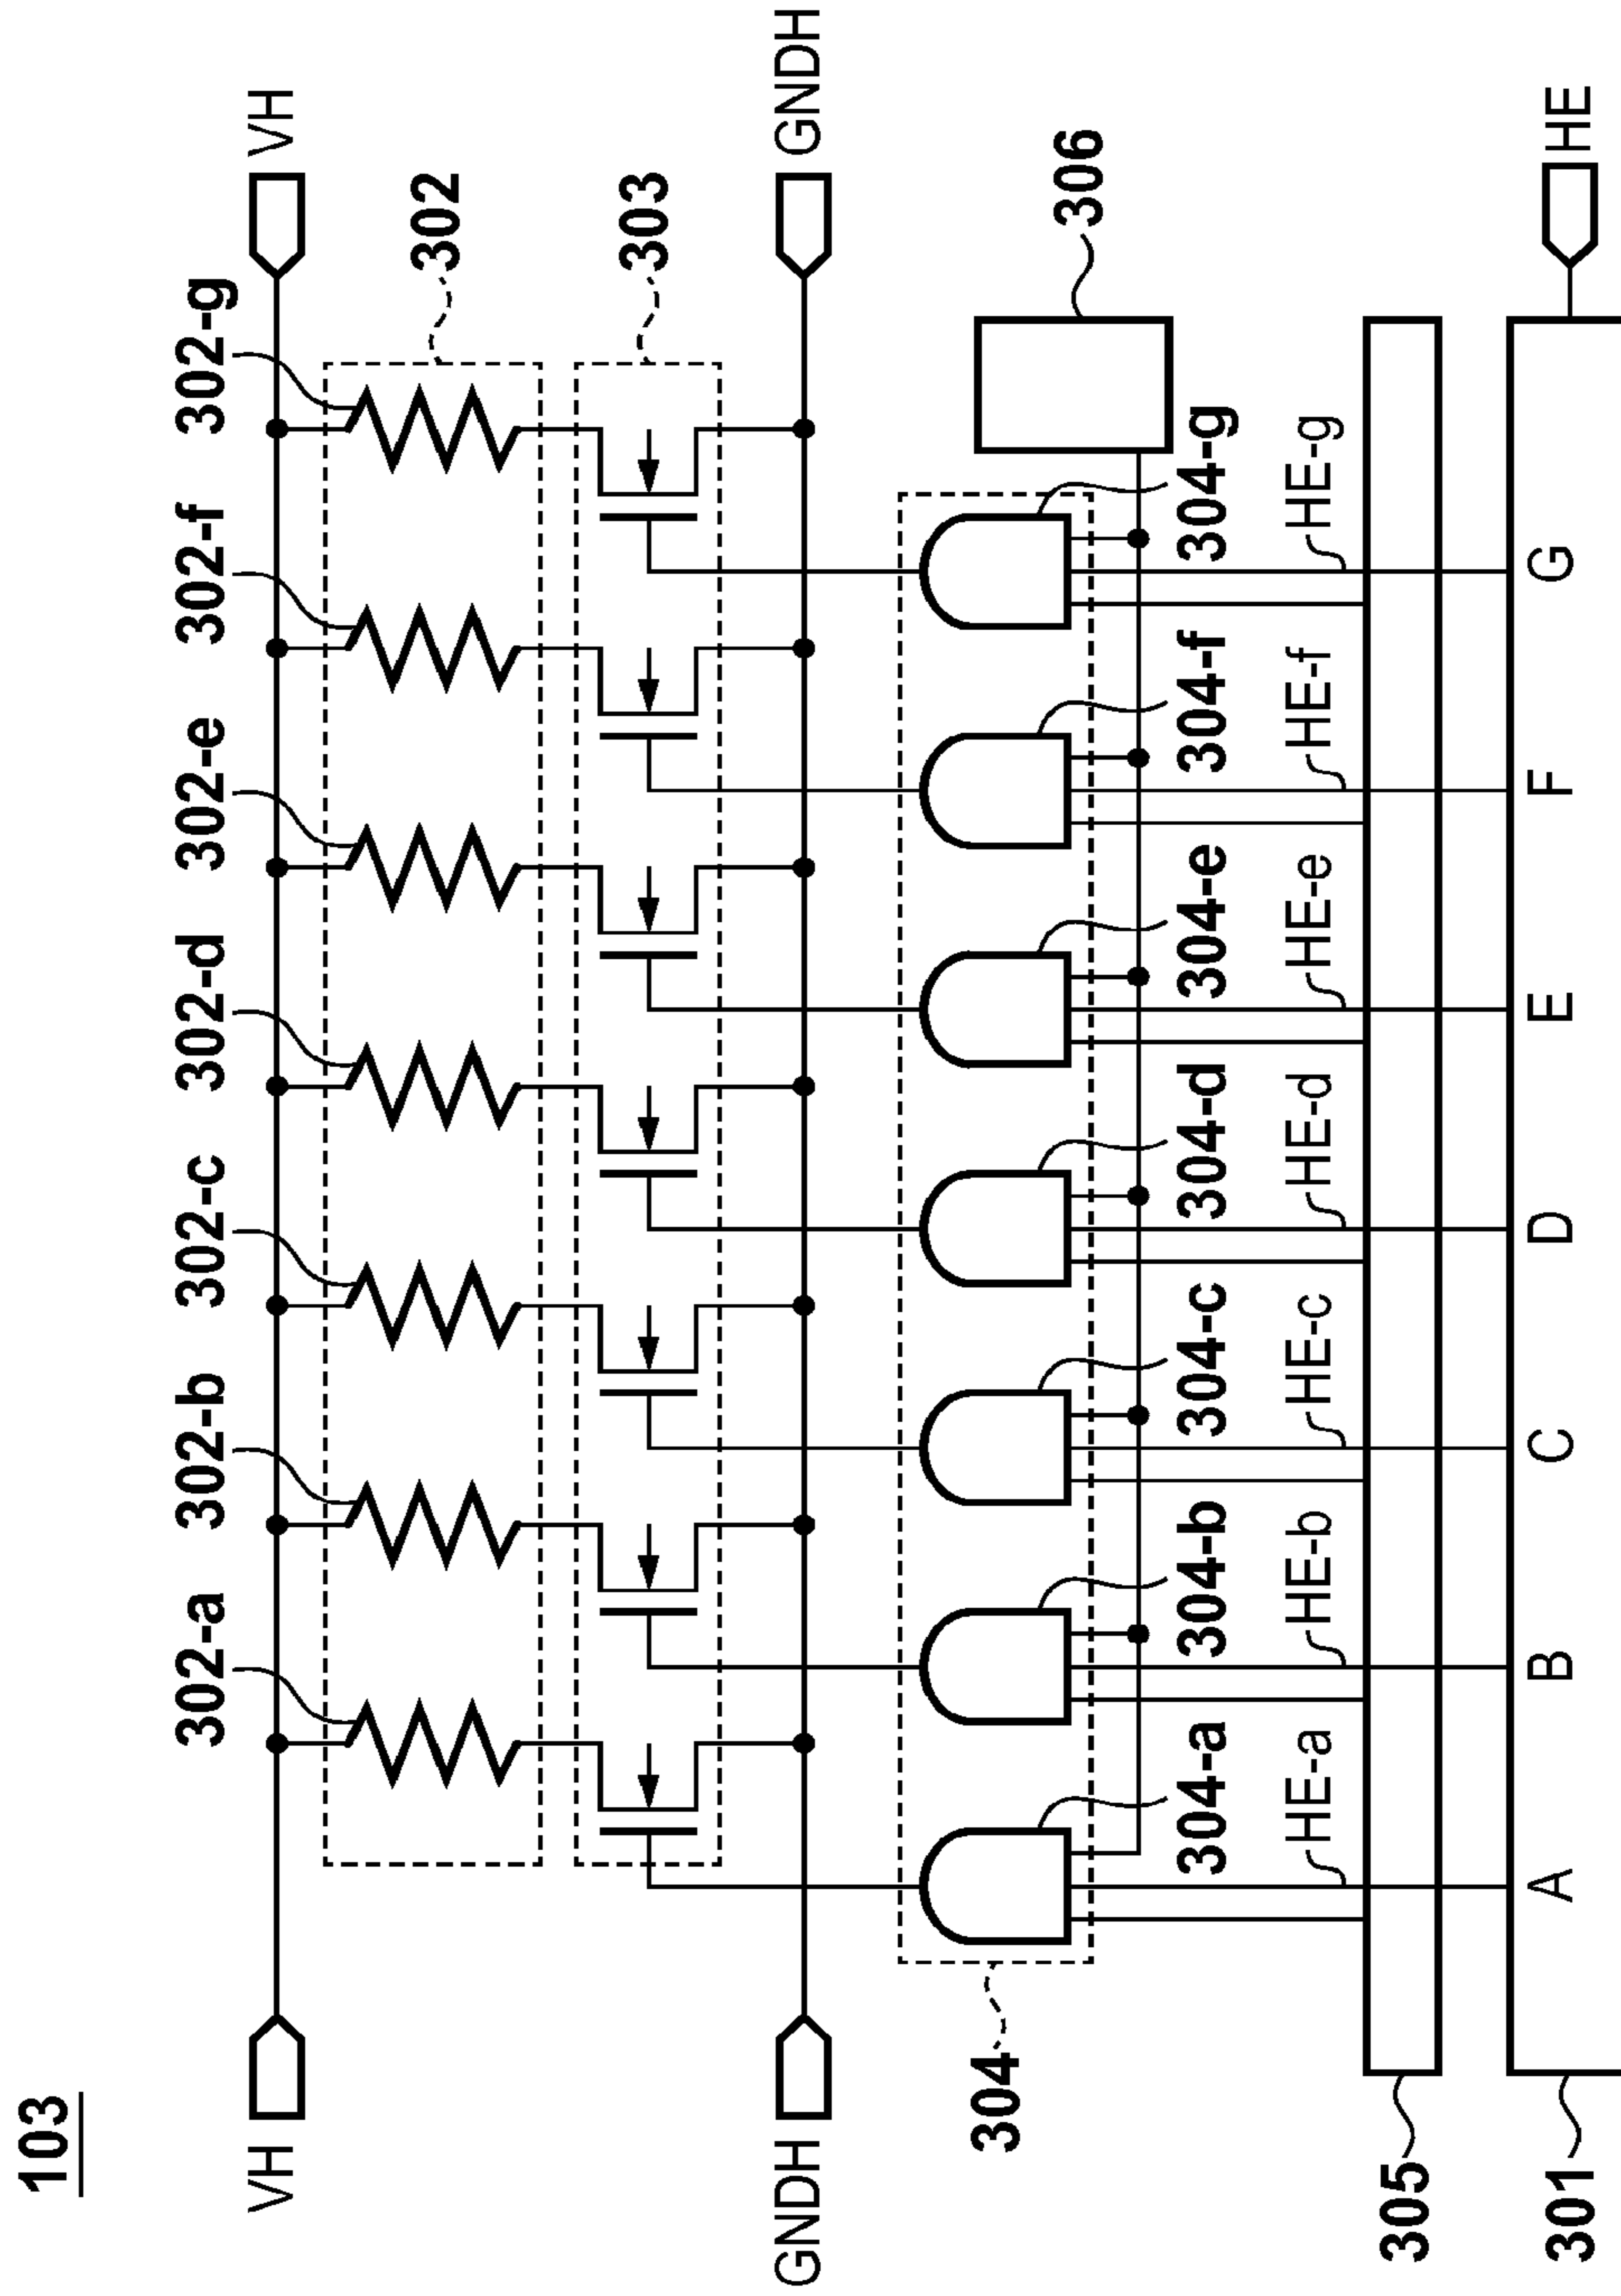 103
302-a 302-b 302-c 302-d 302-e 302-f 302-g
VH VH
302
303
GNDH GNDH
304 306
304-a 304-b 304-c 304-d 304-e 304-f 304-g
HE-a HE-b HE-c HE-d HE-e HE-f HE-g
305
A B C D E F G
301 HE